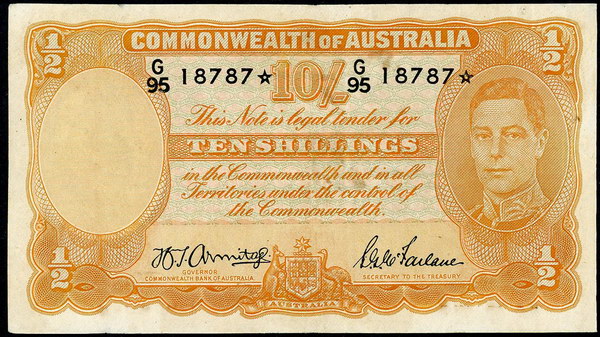 COMMONWEALTH OF AUSTRALIA
1/2
1/2
G/95 18787☆ G/95 18787☆
10/-
This Note is legal tender for
TEN SHILLINGS
in the Commonwealth and in all
Territories under the control of
the Commonwealth.
1/2
1/2
H.T. Armitage
GOVERNOR
COMMONWEALTH BANK OF AUSTRALIA.
S.G. McFarlane
SECRETARY TO THE TREASURY
AUSTRALIA